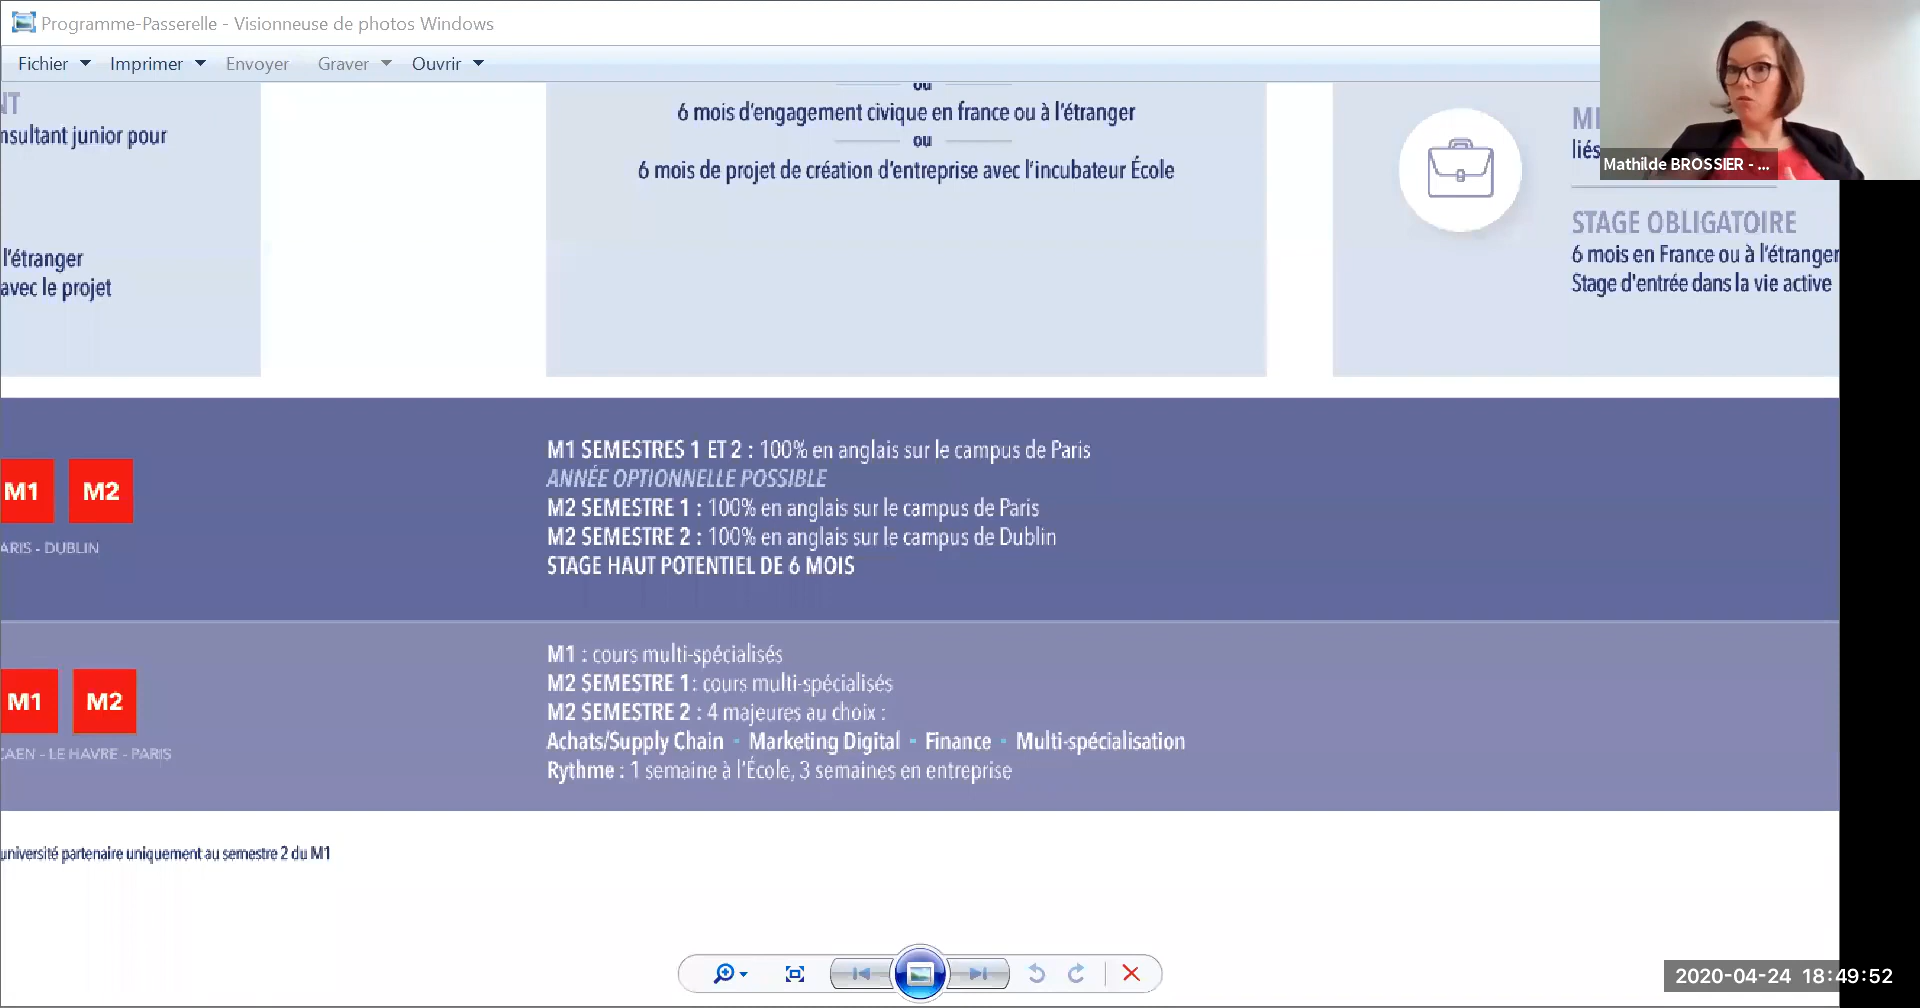 Programme-Passerelle - Visionneuse de photos Windows
Fichier Imprimer Envoyer Graver Ouvrir
Mathilde BROSSIER - ...
NT
nsultant junior pour
l'étranger
avec le projet
ou
6 mois d'engagement civique en france ou à l'étranger
ou
6 mois de projet de création d'entreprise avec l'incubateur École
liés
STAGE OBLIGATOIRE
6 mois en France ou à l'étranger
Stage d'entrée dans la vie active
M1 M2
ARIS - DUBLIN
M1 SEMESTRES 1 ET 2 : 100% en anglais sur le campus de Paris
ANNÉE OPTIONNELLE POSSIBLE
M2 SEMESTRE 1 : 100% en anglais sur le campus de Paris
M2 SEMESTRE 2 : 100% en anglais sur le campus de Dublin
STAGE HAUT POTENTIEL DE 6 MOIS
M1 M2
CAEN - LE HAVRE - PARIS
M1 : cours multi-spécialisés
M2 SEMESTRE 1 : cours multi-spécialisés
M2 SEMESTRE 2 : 4 majeures au choix :
Achats/Supply Chain - Marketing Digital - Finance - Multi-spécialisation
Rythme : 1 semaine à l'École, 3 semaines en entreprise
université partenaire uniquement au semestre 2 du M1
2020-04-24 18:49:52